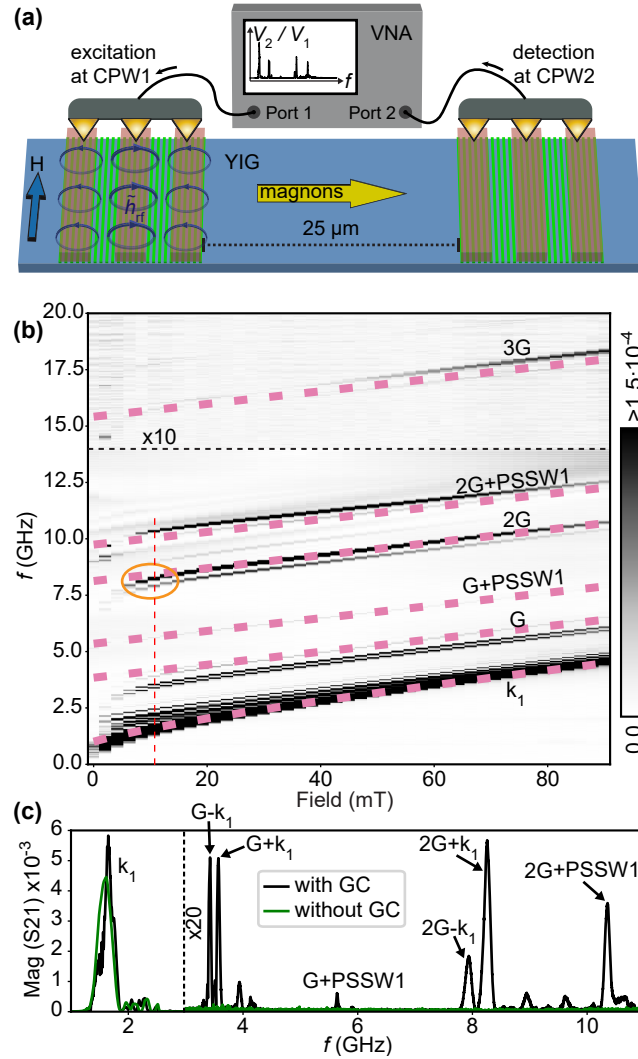 (a)
excitation
at CPW1
V2 / V1
f
VNA
Port 1
Port 2
detection
at CPW2
H
h̃rf
YIG
magnons
25 µm
(b)
f (GHz)
20.0
17.5
15.0
12.5
10.0
7.5
5.0
2.5
0.0
3G
x10
2G+PSSW1
2G
G+PSSW1
G
k1
0
20
40
60
80
Field (mT)
>1.5·10-4
0.0
(c)
Mag (S21) x10-3
6
5
4
3
2
1
0
k1
G-k1
G+k1
x20
with GC
without GC
G+PSSW1
2G-k1
2G+k1
2G+PSSW1
2
4
6
8
10
f (GHz)